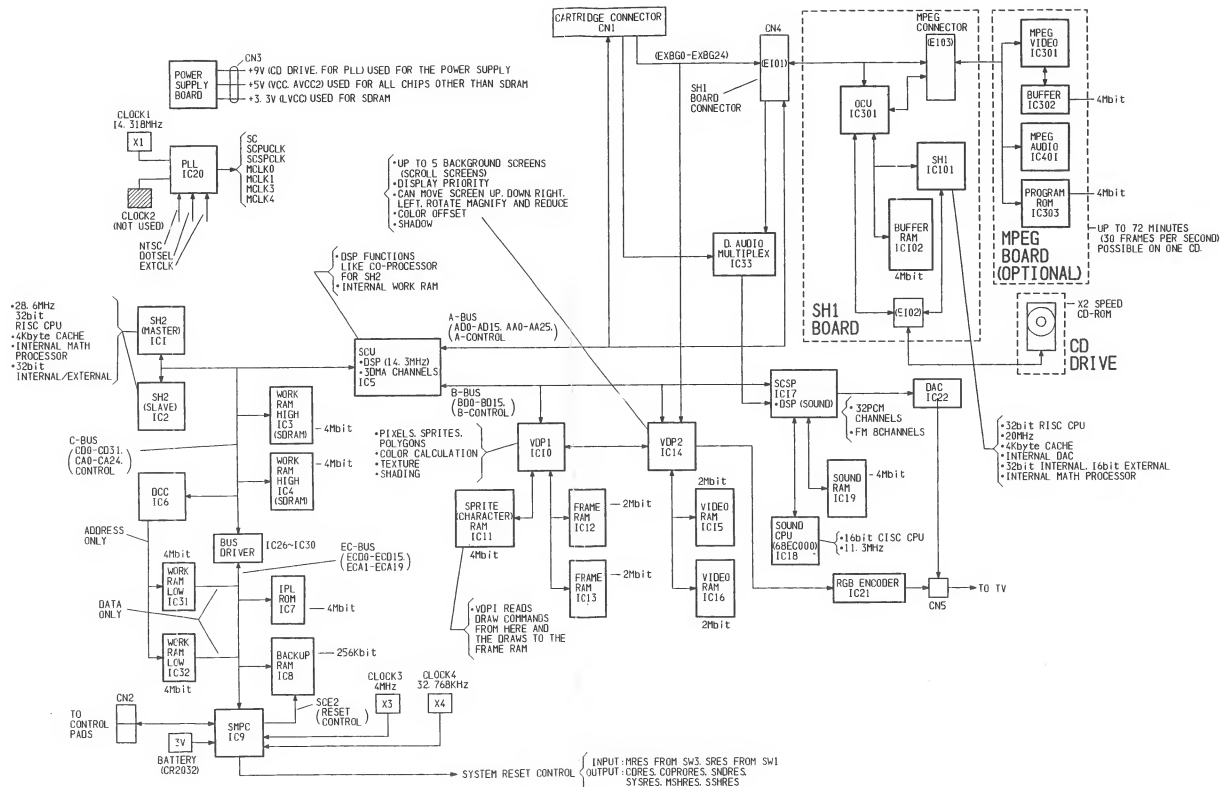 CARTRIDGE CONNECTOR
CN1
CN4
(EI01)
(EXBG0-EXBG24)
SH1
BOARD
CONNECTOR
MPEG
CONNECTOR
(EI03)
OCU
IC301
SH1
IC101
BUFFER
RAM
IC102
4Mbit
(EI02)
SH1
BOARD
MPEG
VIDEO
IC301
BUFFER
IC302
4Mbit
MPEG
AUDIO
IC401
PROGRAM
ROM
IC303
4Mbit
MPEG
BOARD
(OPTIONAL)
UP TO 72 MINUTES
(30 FRAMES PER SECOND)
POSSIBLE ON ONE CD.
X2 SPEED
CD-ROM
CD
DRIVE
POWER
SUPPLY
BOARD
CN3
+9V (CD DRIVE, FOR PLL) USED FOR THE POWER SUPPLY
+5V (VCC, AVCC2) USED FOR ALL CHIPS OTHER THAN SDRAM
+3.3V (LVCC) USED FOR SDRAM
CLOCK1
14.318MHz
X1
PLL
IC20
SC
SCPUCLK
SCSPCLK
MCLK0
MCLK1
MCLK3
MCLK4
CLOCK2
(NOT USED)
NTSC
DOTSEL
EXTCLK
•UP TO 5 BACKGROUND SCREENS
(SCROLL SCREENS)
•DISPLAY PRIORITY
•CAN MOVE SCREEN UP, DOWN, RIGHT,
LEFT, ROTATE MAGNIFY AND REDUCE
•COLOR OFFSET
•SHADOW
D. AUDIO
MULTIPLEX
IC33
•DSP FUNCTIONS
LIKE CO-PROCESSOR
FOR SH2
•INTERNAL WORK RAM
•28.6MHz
32bit
RISC CPU
•4Kbyte CACHE
•INTERNAL MATH
PROCESSOR
•32bit
INTERNAL/EXTERNAL
SH2
(MASTER)
IC1
SH2
(SLAVE)
IC2
SCU
•DSP (14.3MHz)
•3DMA CHANNELS
IC5
A-BUS
(AD0-AD15, AA0-AA25,
A-CONTROL)
B-BUS
(BD0-BD15,
B-CONTROL)
C-BUS
(CD0-CD31,
CA0-CA24,
CONTROL)
WORK
RAM
HIGH
IC3
(SDRAM)
4Mbit
WORK
RAM
HIGH
IC4
(SDRAM)
4Mbit
DCC
IC6
ADDRESS
ONLY
BUS
DRIVER
IC26~IC30
EC-BUS
(ECD0-ECD15,
ECA1-ECA19)
4Mbit
WORK
RAM
LOW
IC31
DATA
ONLY
WORK
RAM
LOW
IC32
4Mbit
IPL
ROM
IC7
4Mbit
BACKUP
RAM
IC8
256Kbit
•PIXELS, SPRITES,
POLYGONS
•COLOR CALCULATION
•TEXTURE
•SHADING
VDP1
IC10
VDP2
IC14
SPRITE
(CHARACTER)
RAM
IC11
4Mbit
FRAME
RAM
IC12
2Mbit
FRAME
RAM
IC13
2Mbit
2Mbit
VIDEO
RAM
IC15
VIDEO
RAM
IC16
2Mbit
•VDP1 READS
DRAW COMMANDS
FROM HERE AND
THE DRAWS TO THE
FRAME RAM
SCSP
IC17
•DSP (SOUND)
•32PCM
CHANNELS
•FM 8CHANNELS
DAC
IC22
SOUND
RAM
IC19
4Mbit
SOUND
CPU
(68EC000)
IC18
•16bit CISC CPU
•11.3MHz
•32bit RISC CPU
•20MHz
•4Kbyte CACHE
•INTERNAL DAC
•32bit INTERNAL, 16bit EXTERNAL
•INTERNAL MATH PROCESSOR
RGB ENCODER
IC21
CN5
TO TV
CN2
TO
CONTROL
PADS
SMPC
IC9
3V
BATTERY
(CR2032)
SCE2
(RESET
CONTROL)
CLOCK3
4MHz
X3
CLOCK4
32.768KHz
X4
SYSTEM RESET CONTROL
INPUT:MRES FROM SW3, SRES FROM SW1
OUTPUT:CDRES, COPRORES, SNDRES,
SYSRES, MSHRES, SSHRES